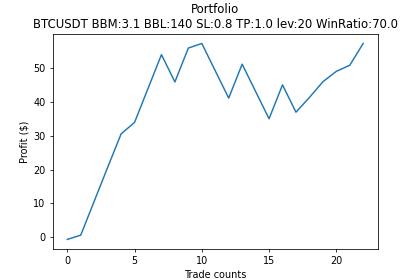 Portfolio
BTCUSDT BBM:3.1 BBL:140 SL:0.8 TP:1.0 lev:20 WinRatio:70.0
Profit ($)
50
40
30
20
10
0
0 5 10 15 20
Trade counts